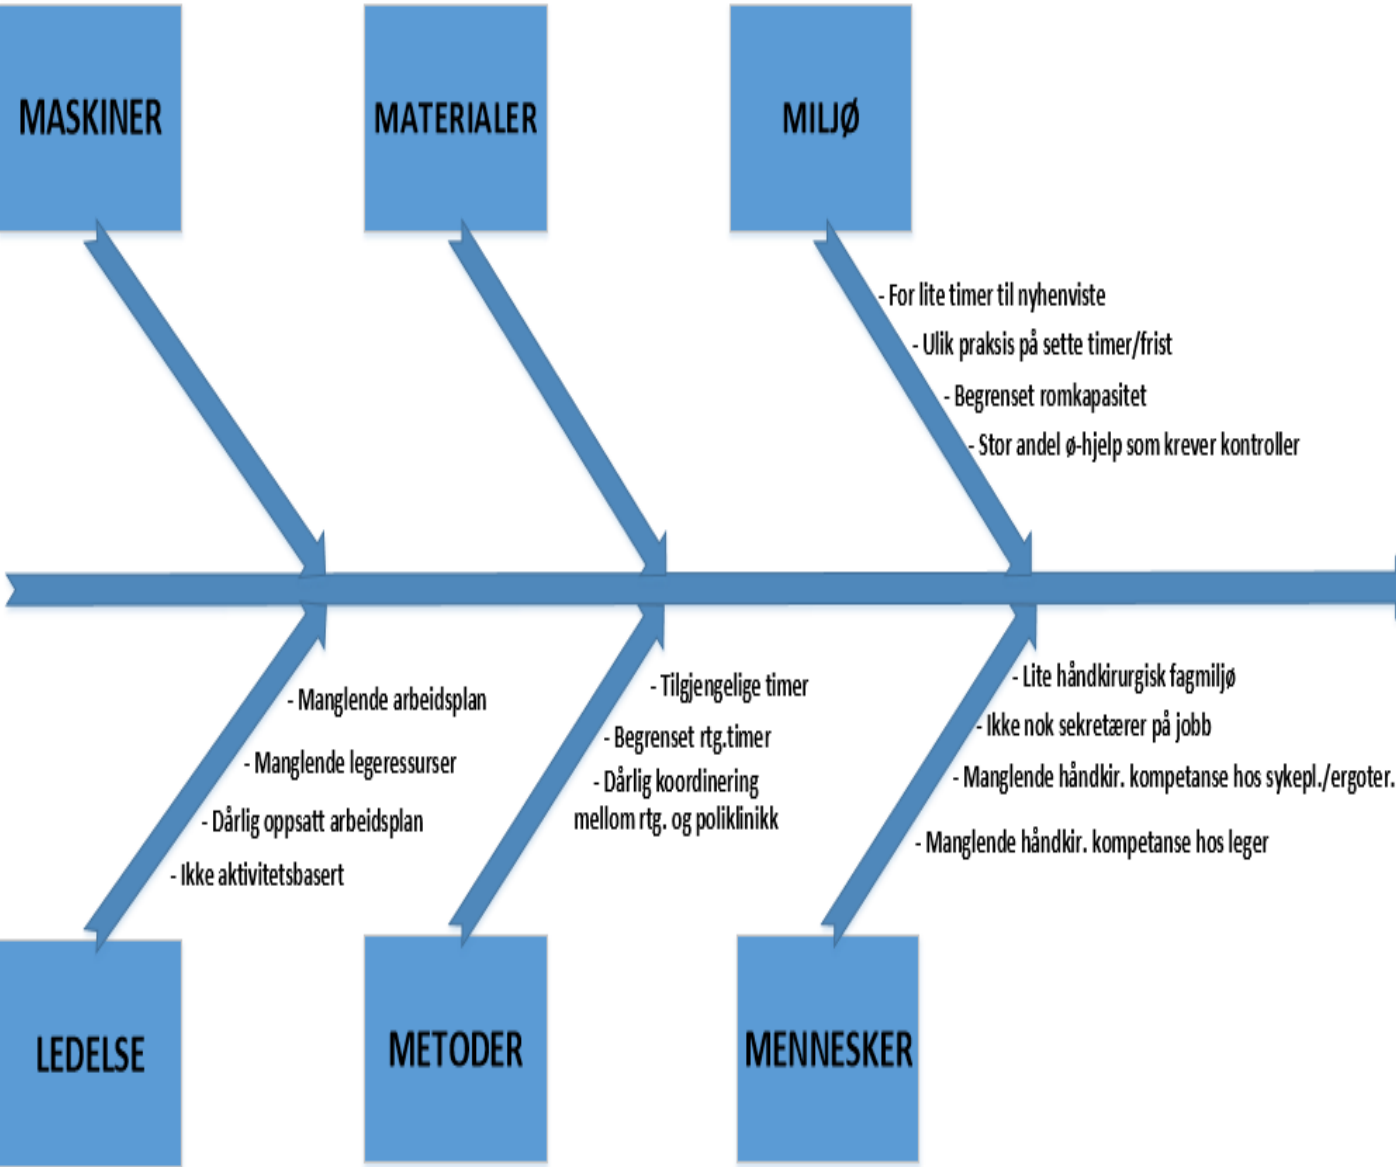 MASKINER
MATERIALER
MILJØ
- For lite timer til nyhenviste
- Ulik praksis på sette timer/frist
- Begrenset romkapasitet
- Stor andel ø-hjelp som krever kontroller
- Manglende arbeidsplan
- Manglende legeressurser
- Dårlig oppsatt arbeidsplan
- Ikke aktivitetsbasert
- Tilgjengelige timer
- Begrenset rtg.timer
- Dårlig koordinering
mellom rtg. og poliklinikk
- Lite håndkirurgisk fagmiljø
- Ikke nok sekretærer på jobb
- Manglende håndkir. kompetanse hos sykepl./ergoter.
- Manglende håndkir. kompetanse hos leger
LEDELSE
METODER
MENNESKER